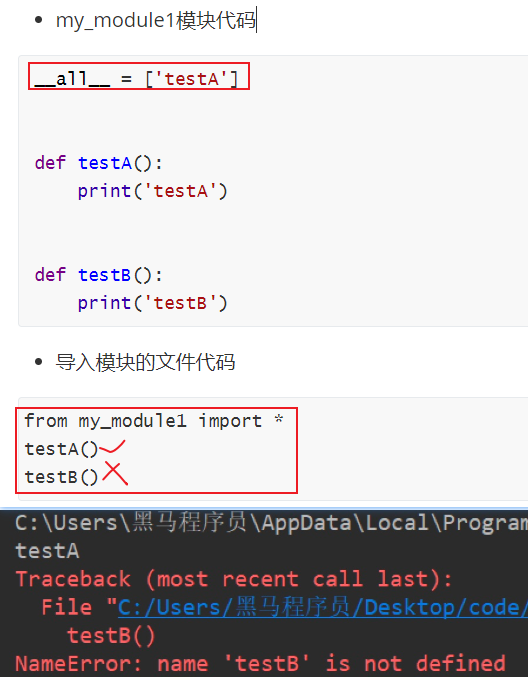 my_module1模块代码
__all__ = ['testA']
def testA():
print('testA')
def testB():
print('testB')
导入模块的文件代码
from my_module1 import *
testA()
testB()
C:\Users\黑马程序员\AppData\Local\Program
testA
Traceback (most recent call last):
File "C:/Users/黑马程序员/Desktop/code/
testB()
NameError: name 'testB' is not defined